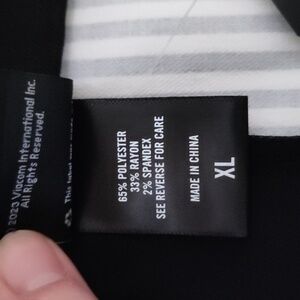 2023 Viacom International Inc.
All Rights Reserved.
65% POLYESTER
33% RAYON
2% SPANDEX
SEE REVERSE FOR CARE
MADE IN CHINA
XL